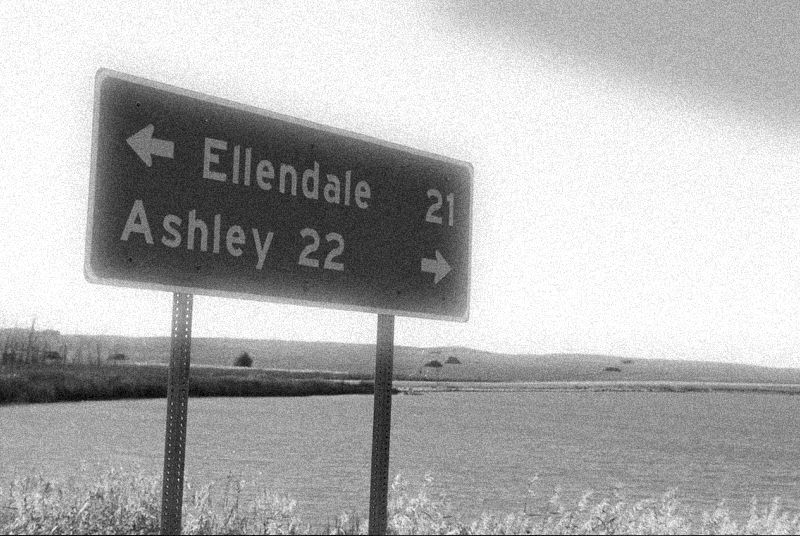 ← Ellendale 21
Ashley 22 →